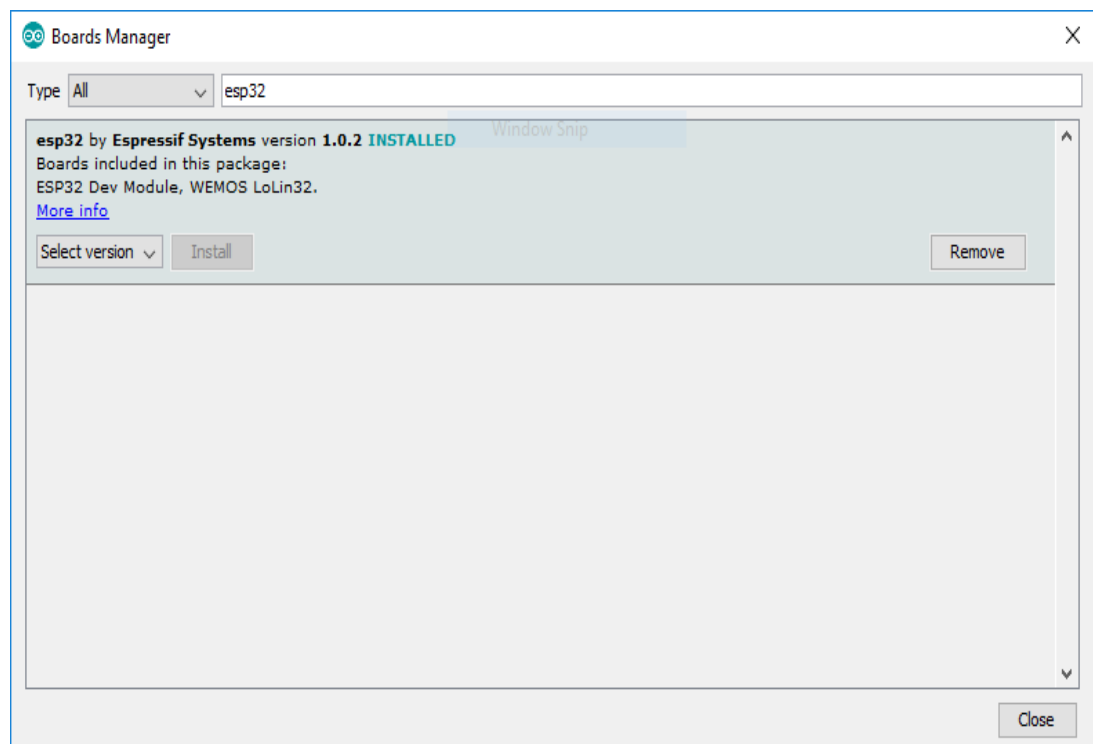 Boards Manager
Type All esp32
Window Snip
esp32 by Espressif Systems version 1.0.2 INSTALLED
Boards included in this package:
ESP32 Dev Module, WEMOS LoLin32.
More info
Select version Install Remove
Close